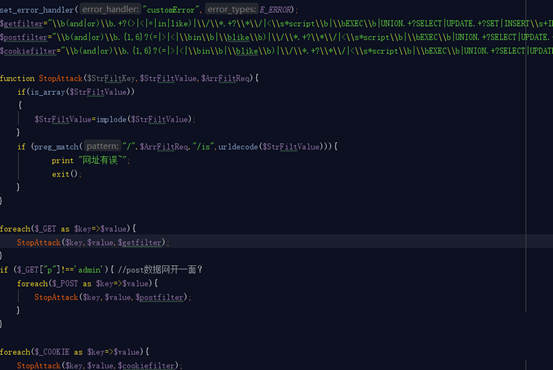 set_error_handler( error_handler: "customError", error_types: E_ERROR);
$getfilter="\\b(and|or)\\b.+?(>|<|=|in|like)|\\/\\*.+?\\*\\/|<\\s*script\\b|\\bEXEC\\b|UNION.+?SELECT|UPDATE.+?SET|INSERT\\s+I
$postfilter="\\b(and|or)\\b.{1,6}?(=|>|<|\\bin\\b|\\blike\\b)|\\/\\*.+?\\*\\/|<\\s*script\\b|\\bEXEC\\b|UNION.+?SELECT|UPDATE.
$cookiefilter="\\b(and|or)\\b.{1,6}?(=|>|<|\\bin\\b|\\blike\\b)|\\/\\*.+?\\*\\/|<\\s*script\\b|\\bEXEC\\b|UNION.+?SELECT|UPDAT
function StopAttack($StrFiltKey,$StrFiltValue,$ArrFiltReq){
if(is_array($StrFiltValue))
{
$StrFiltValue=implode($StrFiltValue);
}
if (preg_match( pattern: "/".$ArrFiltReq."/is",urldecode($StrFiltValue))){
print "网址有误~";
exit();
}
}
foreach($_GET as $key=>$value){
StopAttack($key,$value,$getfilter);
}
if ($_GET["p"]!=='admin'){ //post数据网开一面？
foreach($_POST as $key=>$value){
StopAttack($key,$value,$postfilter);
}
}
foreach($_COOKIE as $key=>$value){
StopAttack($key,$value,$cookiefilter);